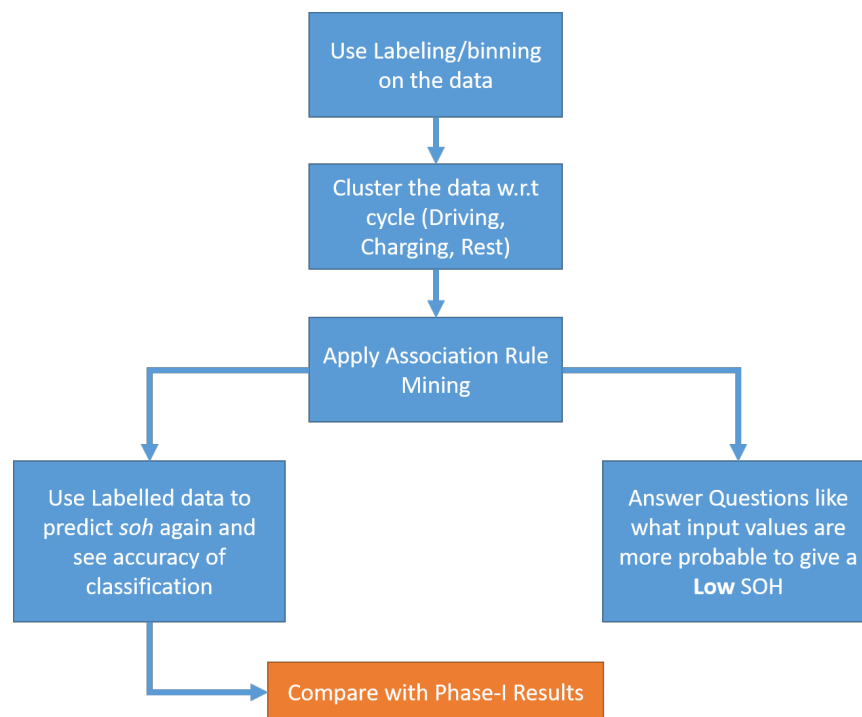 Use Labeling/binning
on the data
Cluster the data w.r.t
cycle (Driving,
Charging, Rest)
Apply Association Rule
Mining
Use Labelled data to
predict soh again and
see accuracy of
classification
Answer Questions like
what input values are
more probable to give a
Low SOH
Compare with Phase-I Results